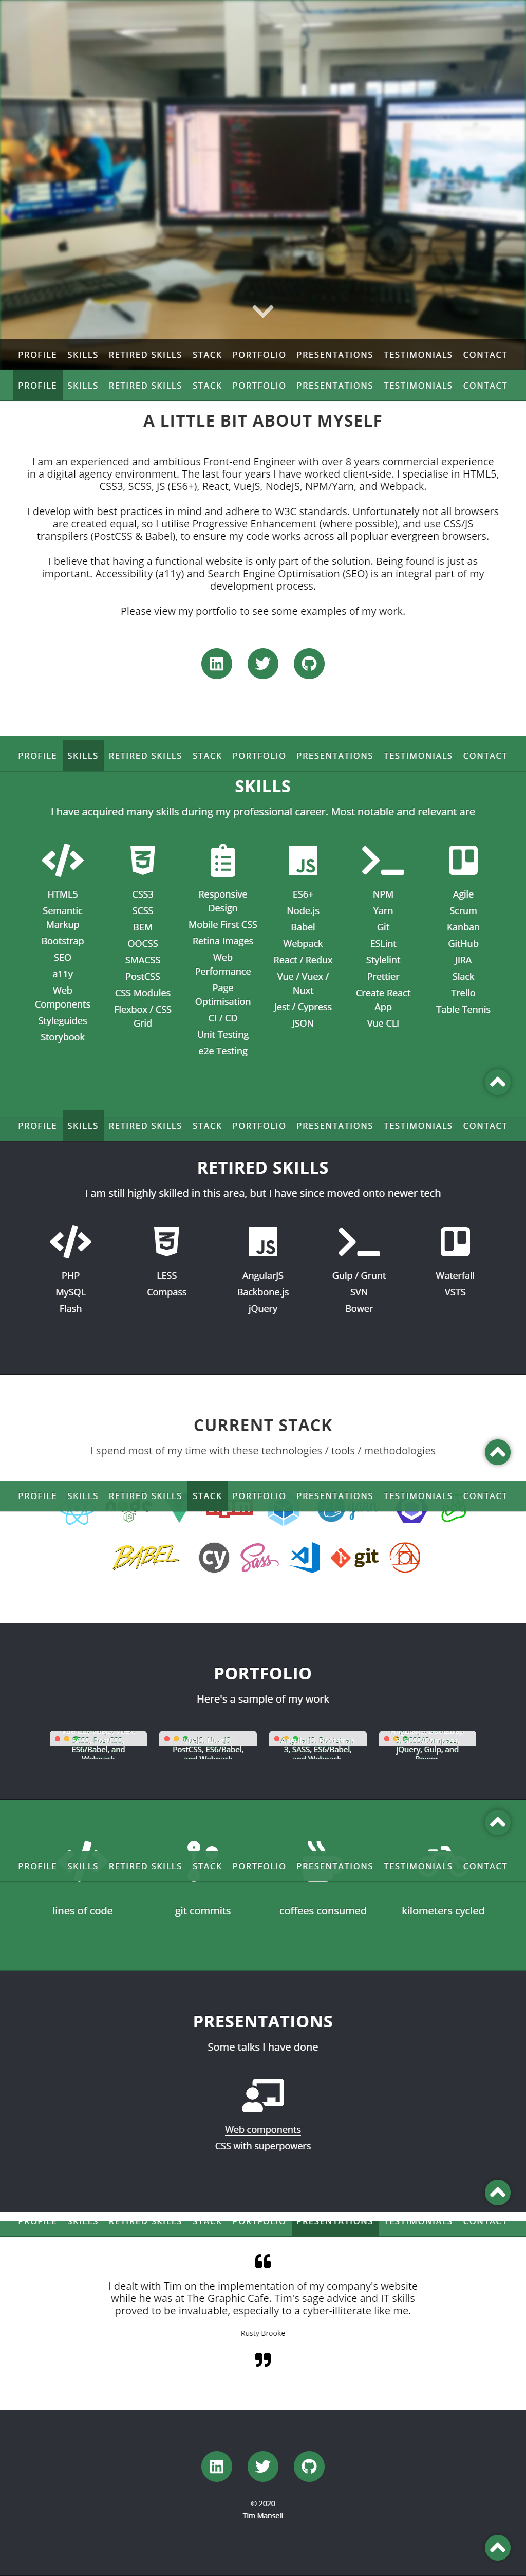 PROFILE SKILLS RETIRED SKILLS STACK PORTFOLIO PRESENTATIONS TESTIMONIALS CONTACT
PROFILE SKILLS RETIRED SKILLS STACK PORTFOLIO PRESENTATIONS TESTIMONIALS CONTACT
A LITTLE BIT ABOUT MYSELF
I am an experienced and ambitious Front-end Engineer with over 8 years commercial experience
in a digital agency environment. The last four years I have worked client-side. I specialise in HTML5,
CSS3, SCSS, JS (ES6+), React, VueJS, NodeJS, NPM/Yarn, and Webpack.
I develop with best practices in mind and adhere to W3C standards. Unfortunately not all browsers
are created equal, so I utilise Progressive Enhancement (where possible), and use CSS/JS
transpilers (PostCSS & Babel), to ensure my code works across all popluar evergreen browsers.
I believe that having a functional website is only part of the solution. Being found is just as
important. Accessibility (a11y) and Search Engine Optimisation (SEO) is an integral part of my
development process.
Please view my portfolio to see some examples of my work.
PROFILE SKILLS RETIRED SKILLS STACK PORTFOLIO PRESENTATIONS TESTIMONIALS CONTACT
SKILLS
I have acquired many skills during my professional career. Most notable and relevant are
HTML5
Semantic
Markup
Bootstrap
SEO
a11y
Web
Components
Styleguides
Storybook
CSS3
SCSS
BEM
OOCSS
SMACSS
PostCSS
CSS Modules
Flexbox / CSS
Grid
Responsive
Design
Mobile First CSS
Retina Images
Web
Performance
Page
Optimisation
CI / CD
Unit Testing
e2e Testing
JS
ES6+
Node.js
Babel
Webpack
React / Redux
Vue / Vuex /
Nuxt
Jest / Cypress
JSON
NPM
Yarn
Git
ESLint
Stylelint
Prettier
Create React
App
Vue CLI
Agile
Scrum
Kanban
GitHub
JIRA
Slack
Trello
Table Tennis
PROFILE SKILLS RETIRED SKILLS STACK PORTFOLIO PRESENTATIONS TESTIMONIALS CONTACT
RETIRED SKILLS
I am still highly skilled in this area, but I have since moved onto newer tech
PHP
MySQL
Flash
LESS
Compass
JS
AngularJS
Backbone.js
jQuery
Gulp / Grunt
SVN
Bower
Waterfall
VSTS
CURRENT STACK
I spend most of my time with these technologies / tools / methodologies
PROFILE SKILLS RETIRED SKILLS STACK PORTFOLIO PRESENTATIONS TESTIMONIALS CONTACT
BABEL cy Sass git
PORTFOLIO
Here's a sample of my work
ES6/Babel, and
PostCSS, ES6/Babel,
3, SASS, ES6/Babel,
jQuery, Gulp, and
PROFILE SKILLS RETIRED SKILLS STACK PORTFOLIO PRESENTATIONS TESTIMONIALS CONTACT
lines of code git commits coffees consumed kilometers cycled
PRESENTATIONS
Some talks I have done
Web components
CSS with superpowers
PROFILE SKILLS RETIRED SKILLS STACK PORTFOLIO PRESENTATIONS TESTIMONIALS CONTACT
I dealt with Tim on the implementation of my company's website
while he was at The Graphic Cafe. Tim's sage advice and IT skills
proved to be invaluable, especially to a cyber-illiterate like me.
Rusty Brooke
© 2020
Tim Mansell